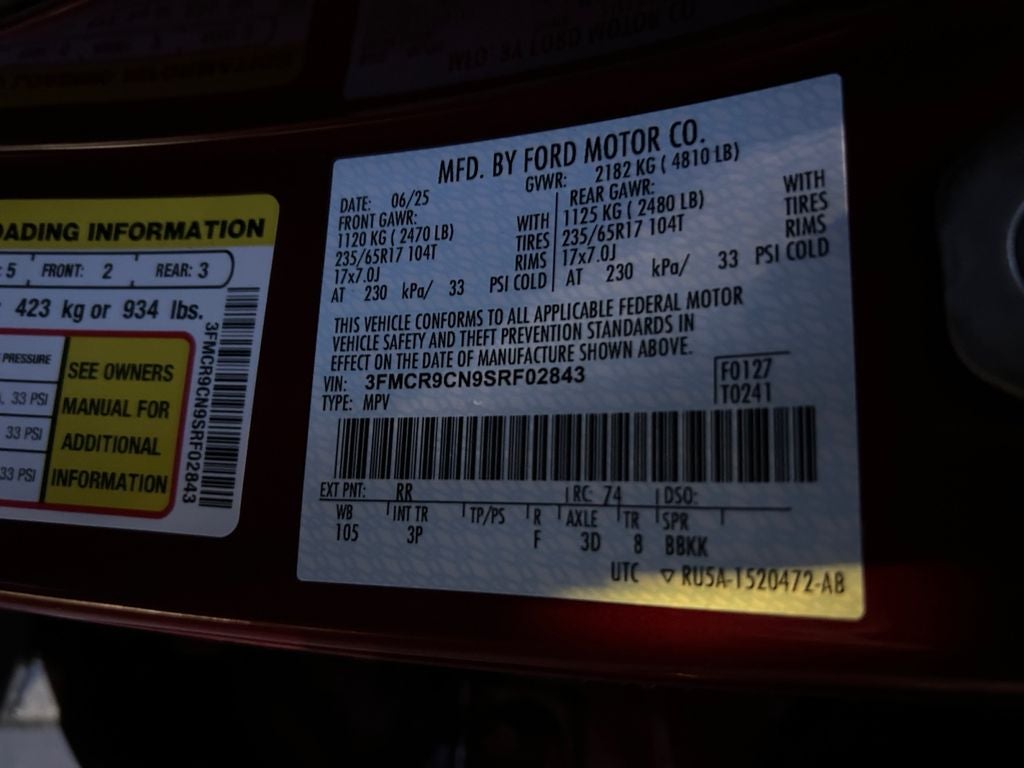 ADING INFORMATION
: 5 FRONT: 2 REAR: 3
423 kg or 934 lbs.
PRESSURE
33 PSI
33 PSI
33 PSI
SEE OWNERS
MANUAL FOR
ADDITIONAL
INFORMATION
3FMCR9CN9SRF02843
MFD. BY FORD MOTOR CO.
DATE: 06/25 GVWR: 2182 KG ( 4810 LB)
FRONT GAWR:
1120 KG ( 2470 LB) WITH
235/65R17 104T TIRES
17x7.0J RIMS
AT 230 kPa/ 33 PSI COLD
REAR GAWR:
1125 KG ( 2480 LB) WITH
235/65R17 104T TIRES
17x7.0J RIMS
AT 230 kPa/ 33 PSI COLD
THIS VEHICLE CONFORMS TO ALL APPLICABLE FEDERAL MOTOR
VEHICLE SAFETY AND THEFT PREVENTION STANDARDS IN
EFFECT ON THE DATE OF MANUFACTURE SHOWN ABOVE.
VIN: 3FMCR9CN9SRF02843
TYPE: MPV
F0127
T0241
EXT PNT: RR RC: 74 DSO:
WB INT TR TP/PS R AXLE TR SPR
105 3P F 3D 8 BBKK
UTC ▽ RU5A-1520472-AB